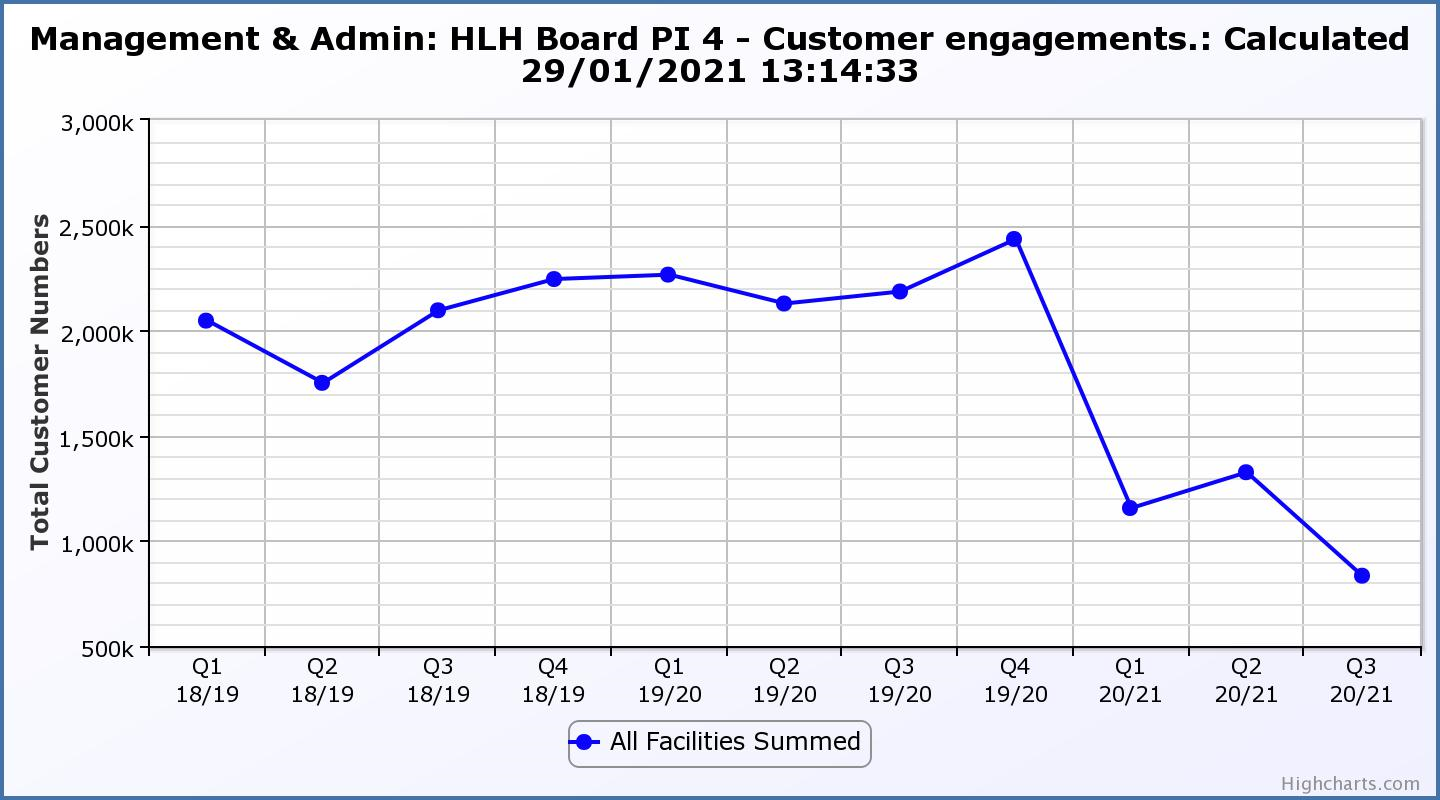 Management & Admin: HLH Board PI 4 - Customer engagements.: Calculated
29/01/2021 13:14:33
Total Customer Numbers
3,000k
2,500k
2,000k
1,500k
1,000k
500k
Q1 Q2 Q3 Q4 Q1 Q2 Q3 Q4 Q1 Q2 Q3
18/19 18/19 18/19 18/19 19/20 19/20 19/20 19/20 20/21 20/21 20/21
All Facilities Summed
Highcharts.com